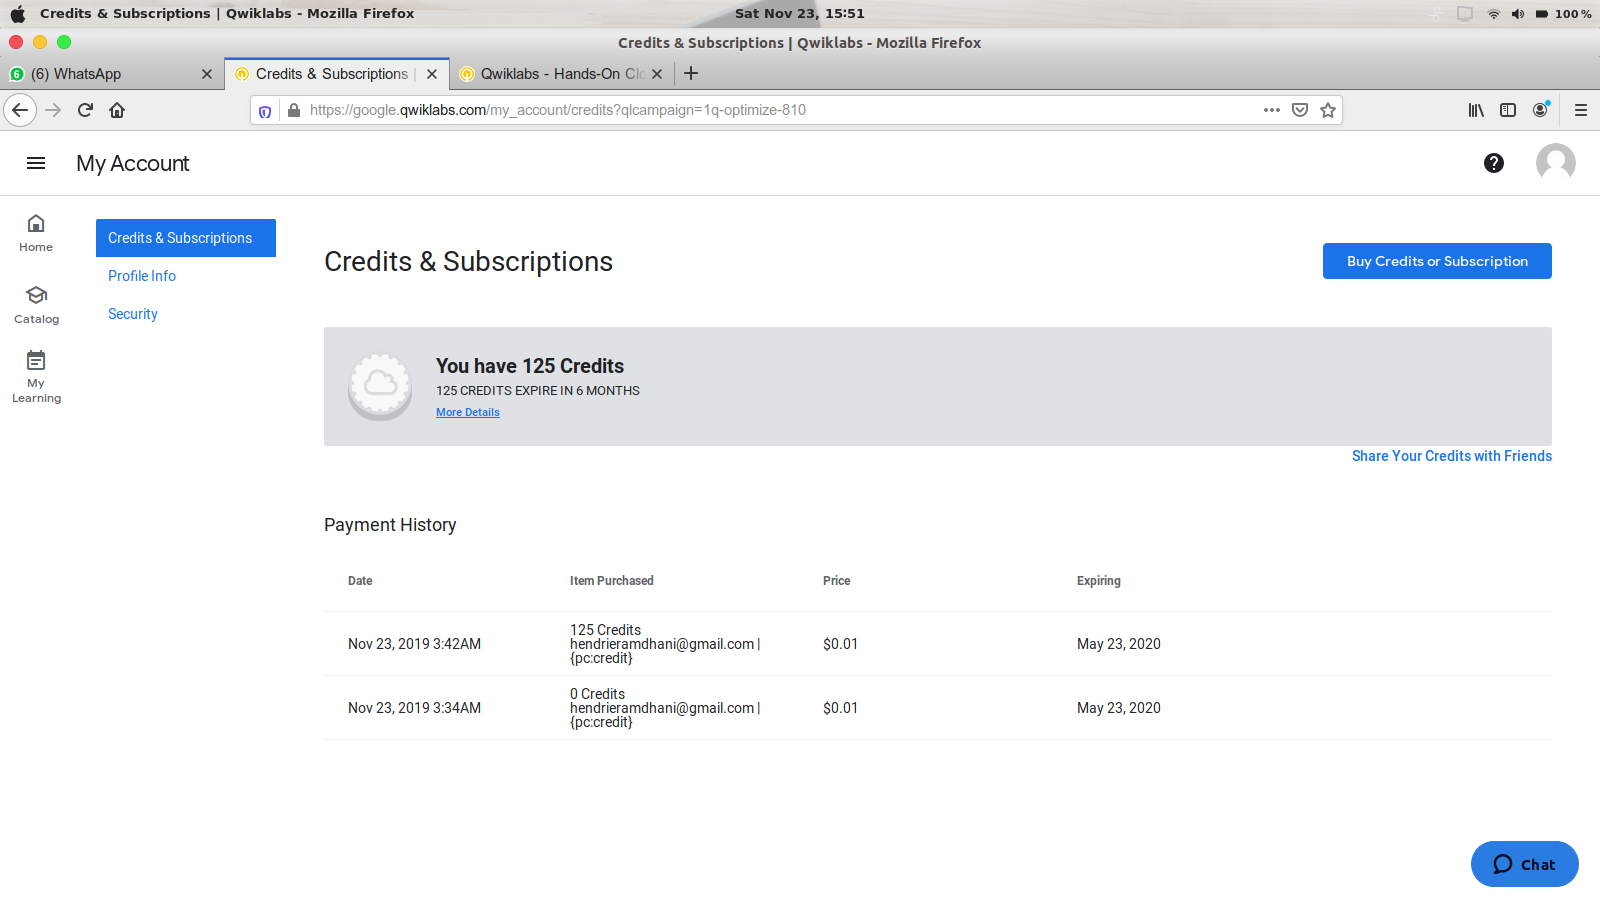 Credits & Subscriptions | Qwiklabs - Mozilla Firefox
Sat Nov 23, 15:51
100 %
Credits & Subscriptions | Qwiklabs - Mozilla Firefox
6
(6) WhatsApp
Credits & Subscriptions |
Qwiklabs - Hands-On Clo
https://google.qwiklabs.com/my_account/credits?qlcampaign=1q-optimize-810
My Account
Home
Catalog
My
Learning
Credits & Subscriptions
Profile Info
Security
Credits & Subscriptions
Buy Credits or Subscription
You have 125 Credits
125 CREDITS EXPIRE IN 6 MONTHS
More Details
Share Your Credits with Friends
Payment History
Date Item Purchased Price Expiring
Nov 23, 2019 3:42AM
125 Credits
hendrieramdhani@gmail.com |
{pc:credit}
$0.01
May 23, 2020
Nov 23, 2019 3:34AM
0 Credits
hendrieramdhani@gmail.com |
{pc:credit}
$0.01
May 23, 2020
Chat